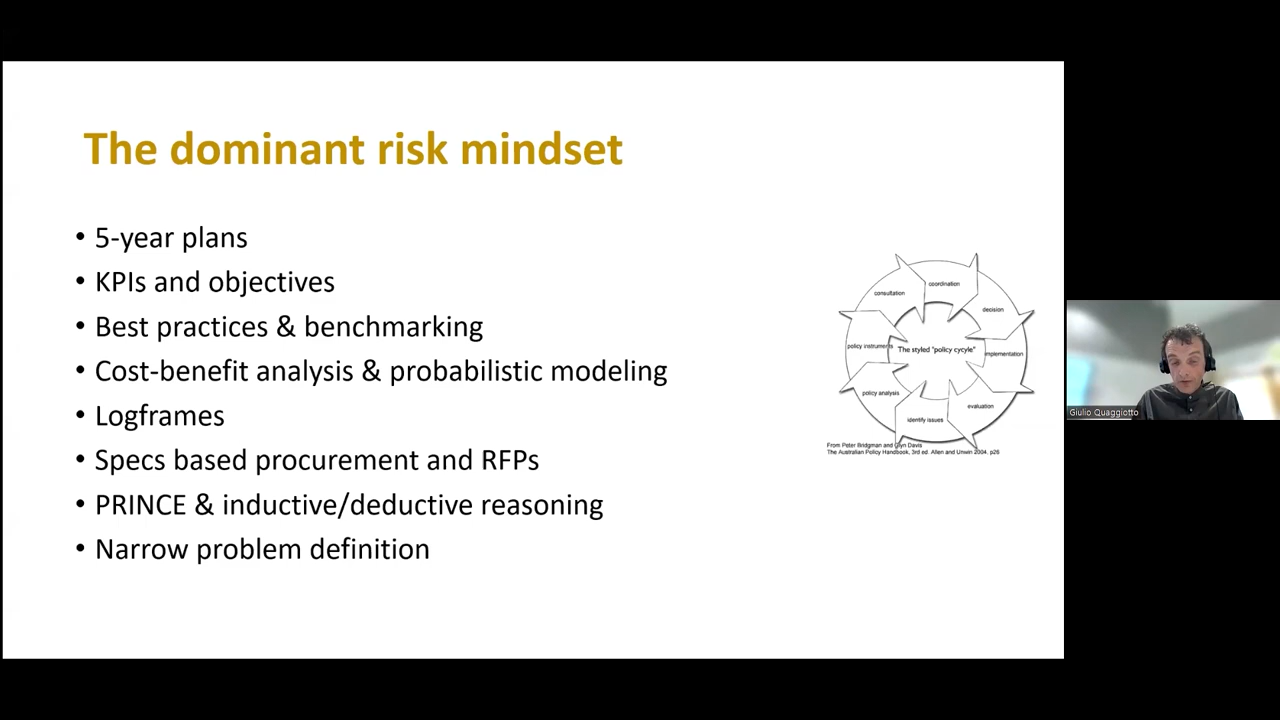 The dominant risk mindset
• 5-year plans
• KPIs and objectives
• Best practices & benchmarking
• Cost-benefit analysis & probabilistic modeling
• Logframes
• Specs based procurement and RFPs
• PRINCE & inductive/deductive reasoning
• Narrow problem definition
coordination
consultation
decision
policy instruments
The styled "policy cycyle"
implementation
policy analysis
evaluation
identify issues
From Peter Bridgman and Glyn Davis
The Australian Policy Handbook, 3rd ed. Allen and Unwin 2004. p26
Giulio Quaggiotto